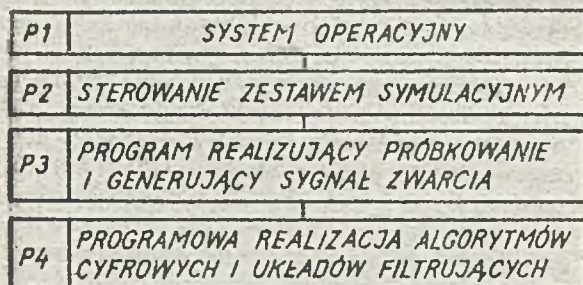 P1 SYSTEM OPERACYJNY
P2 STEROWANIE ZESTAWEM SYMULACYJNYM
P3 PROGRAM REALIZUJĄCY PRÓBKOWANIE
I GENERUJĄCY SYGNAŁ ZWARCIA
P4 PROGRAMOWA REALIZACJA ALGORYTMÓW
CYFROWYCH I UKŁADÓW FILTRUJĄCYCH